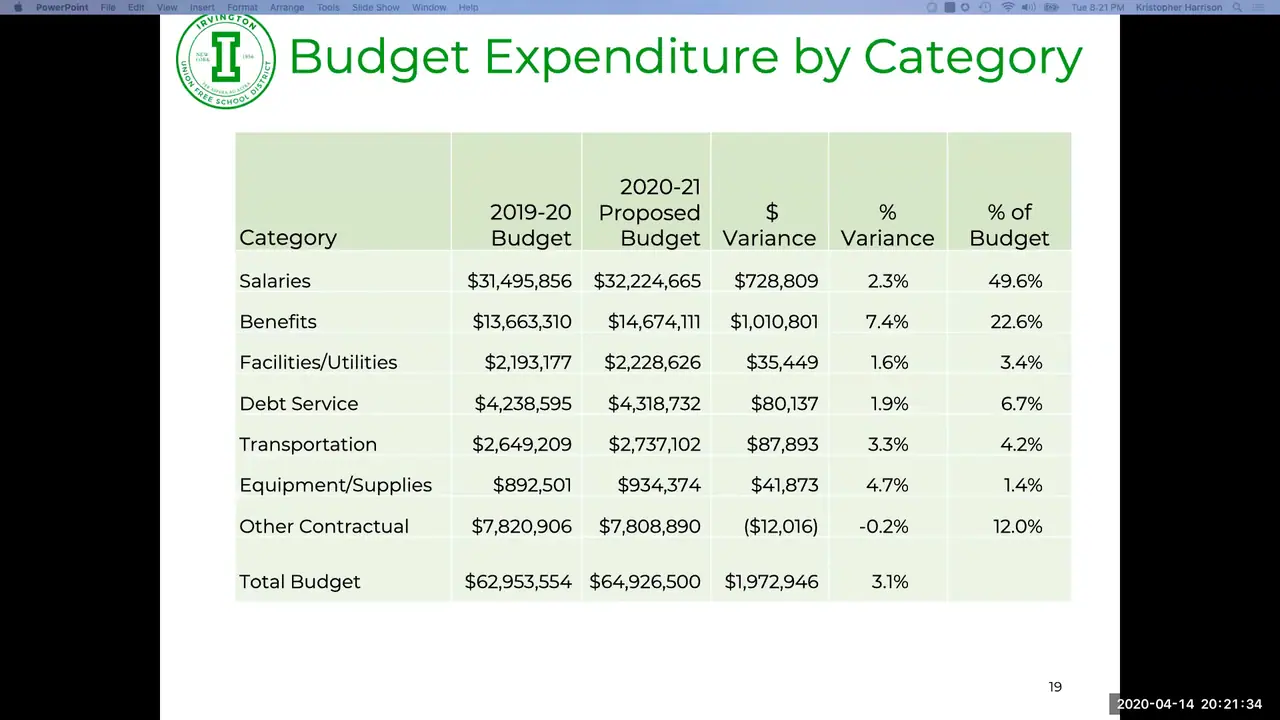 PowerPoint File Edit View Insert Format Arrange Tools Slide Show Window Help Tue 8:21 PM Kristopher Harrison
IRVINGTON
NEW YORK 1956
UNION FREE SCHOOL DISTRICT
Budget Expenditure by Category
Category 2019-20 Budget 2020-21 Proposed Budget $ Variance % Variance % of Budget
Salaries $31,495,856 $32,224,665 $728,809 2.3% 49.6%
Benefits $13,663,310 $14,674,111 $1,010,801 7.4% 22.6%
Facilities/Utilities $2,193,177 $2,228,626 $35,449 1.6% 3.4%
Debt Service $4,238,595 $4,318,732 $80,137 1.9% 6.7%
Transportation $2,649,209 $2,737,102 $87,893 3.3% 4.2%
Equipment/Supplies $892,501 $934,374 $41,873 4.7% 1.4%
Other Contractual $7,820,906 $7,808,890 ($12,016) -0.2% 12.0%
Total Budget $62,953,554 $64,926,500 $1,972,946 3.1%
19
2020-04-14 20:21:34